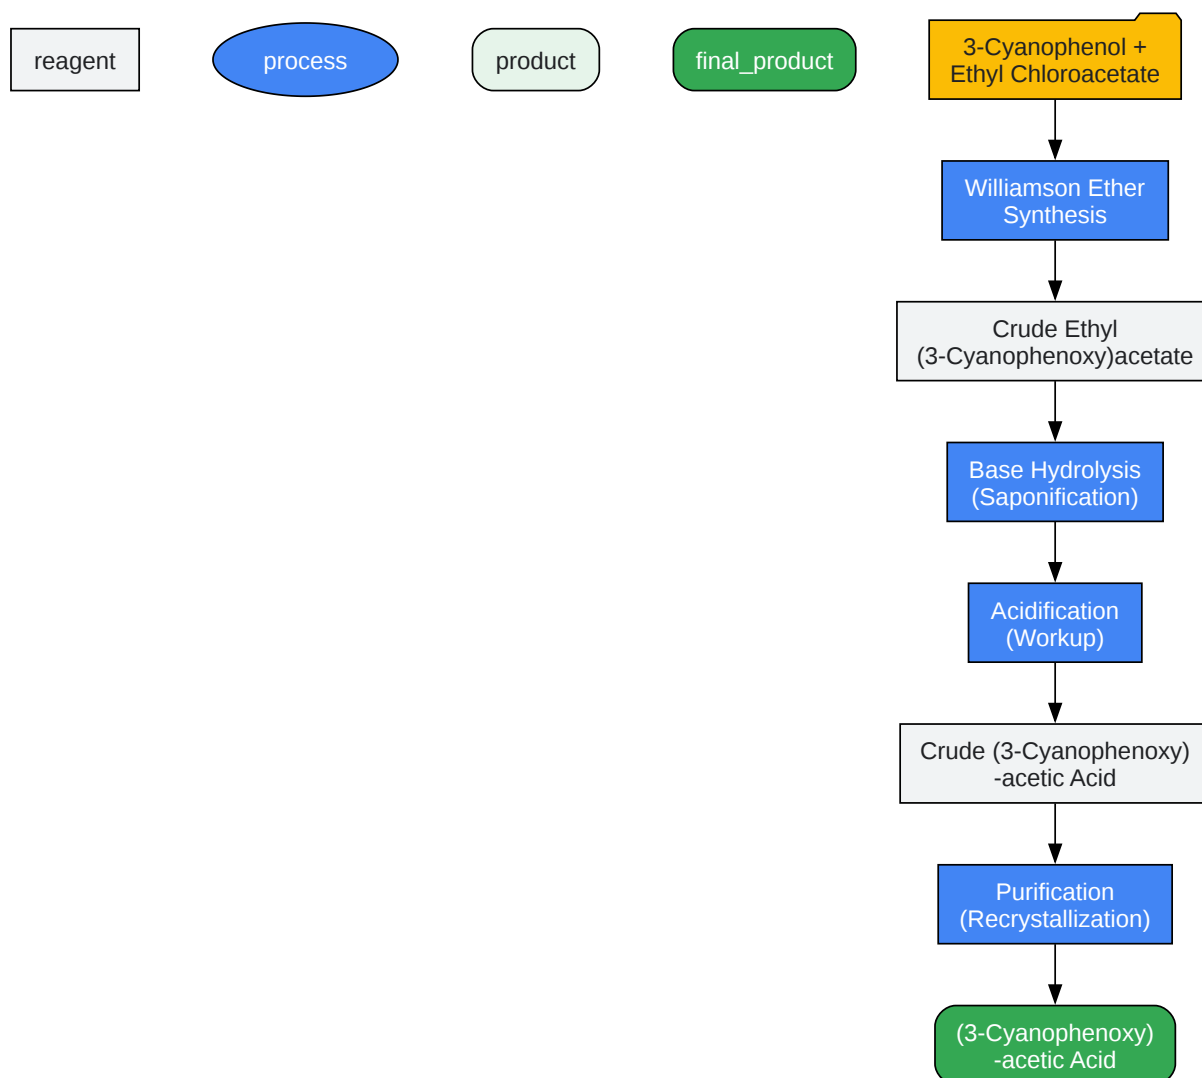 reagent
process
product
final_product
3-Cyanophenol +
Ethyl Chloroacetate
Williamson Ether
Synthesis
Crude Ethyl
(3-Cyanophenoxy)acetate
Base Hydrolysis
(Saponification)
Acidification
(Workup)
Crude (3-Cyanophenoxy)
-acetic Acid
Purification
(Recrystallization)
(3-Cyanophenoxy)
-acetic Acid